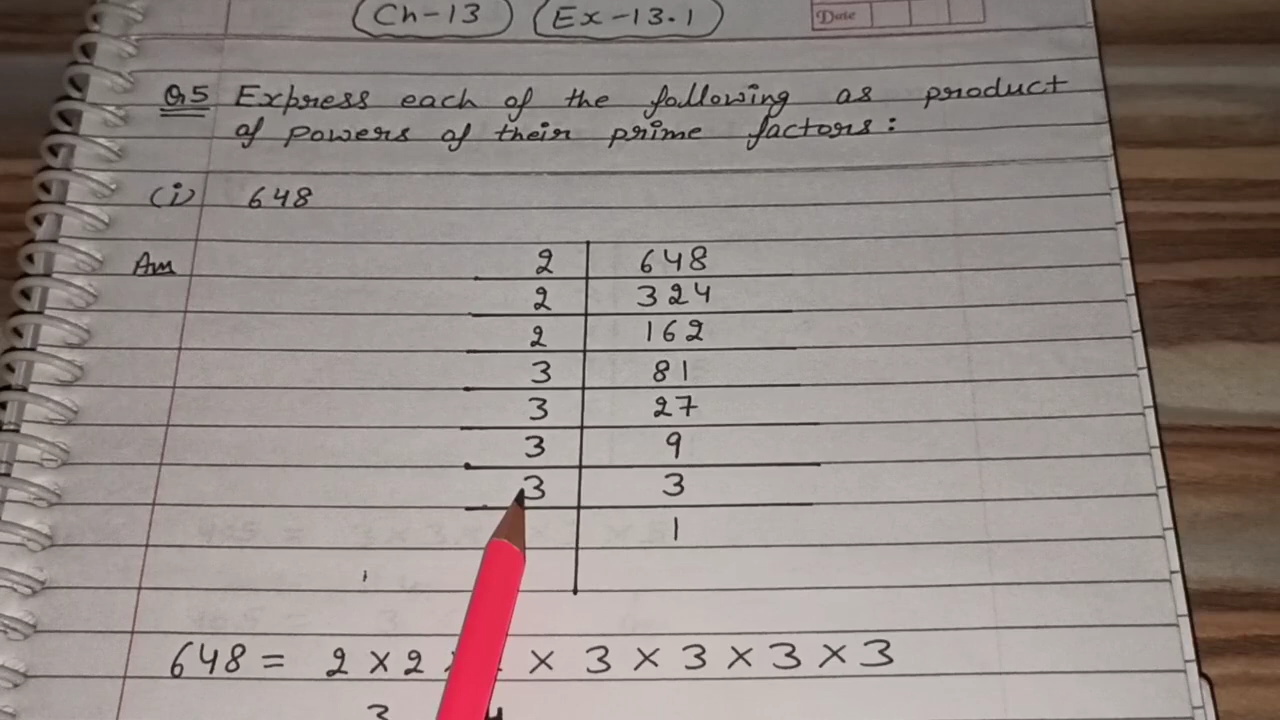 Ch-13 Ex-13.1 Date
Q5 Express each of the following as product
of powers of their prime factors:
(i) 648
Ans
2 648
2 324
2 162
3 81
3 27
3 9
3 3
1
648 = 2 × 2 × 3 × 3 × 3 × 3
3 4